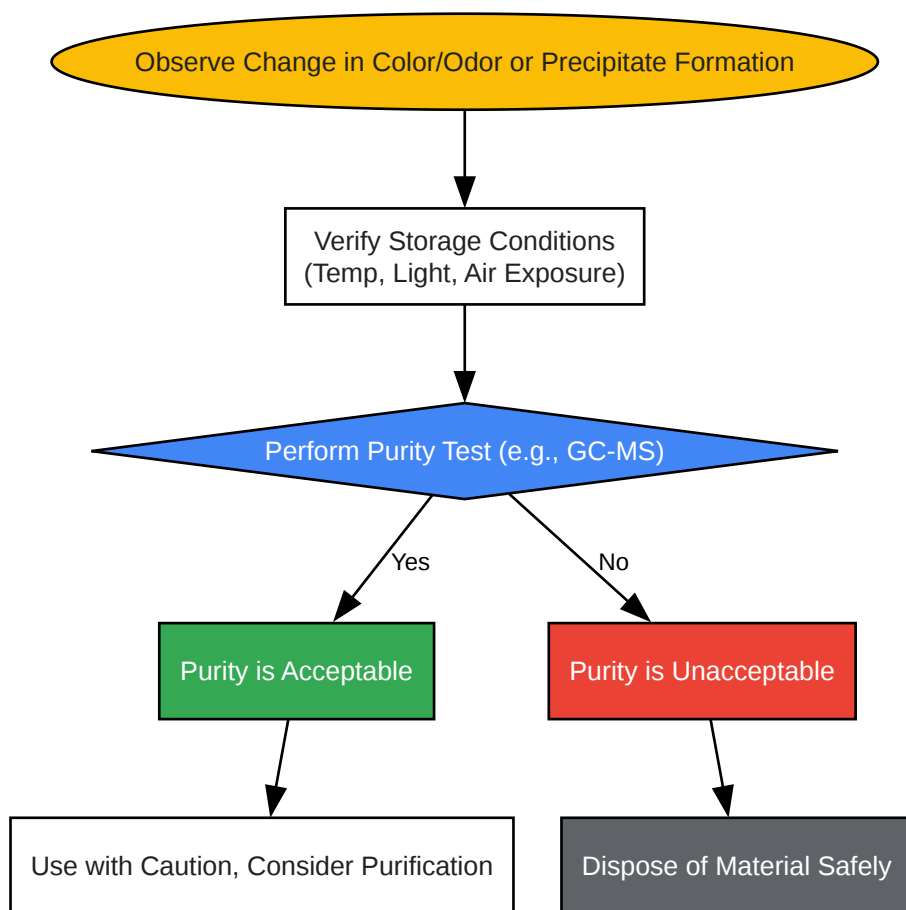 Observe Change in Color/Odor or Precipitate Formation
Verify Storage Conditions
(Temp, Light, Air Exposure)
Perform Purity Test (e.g., GC-MS)
Yes
No
Purity is Acceptable
Purity is Unacceptable
Use with Caution, Consider Purification
Dispose of Material Safely